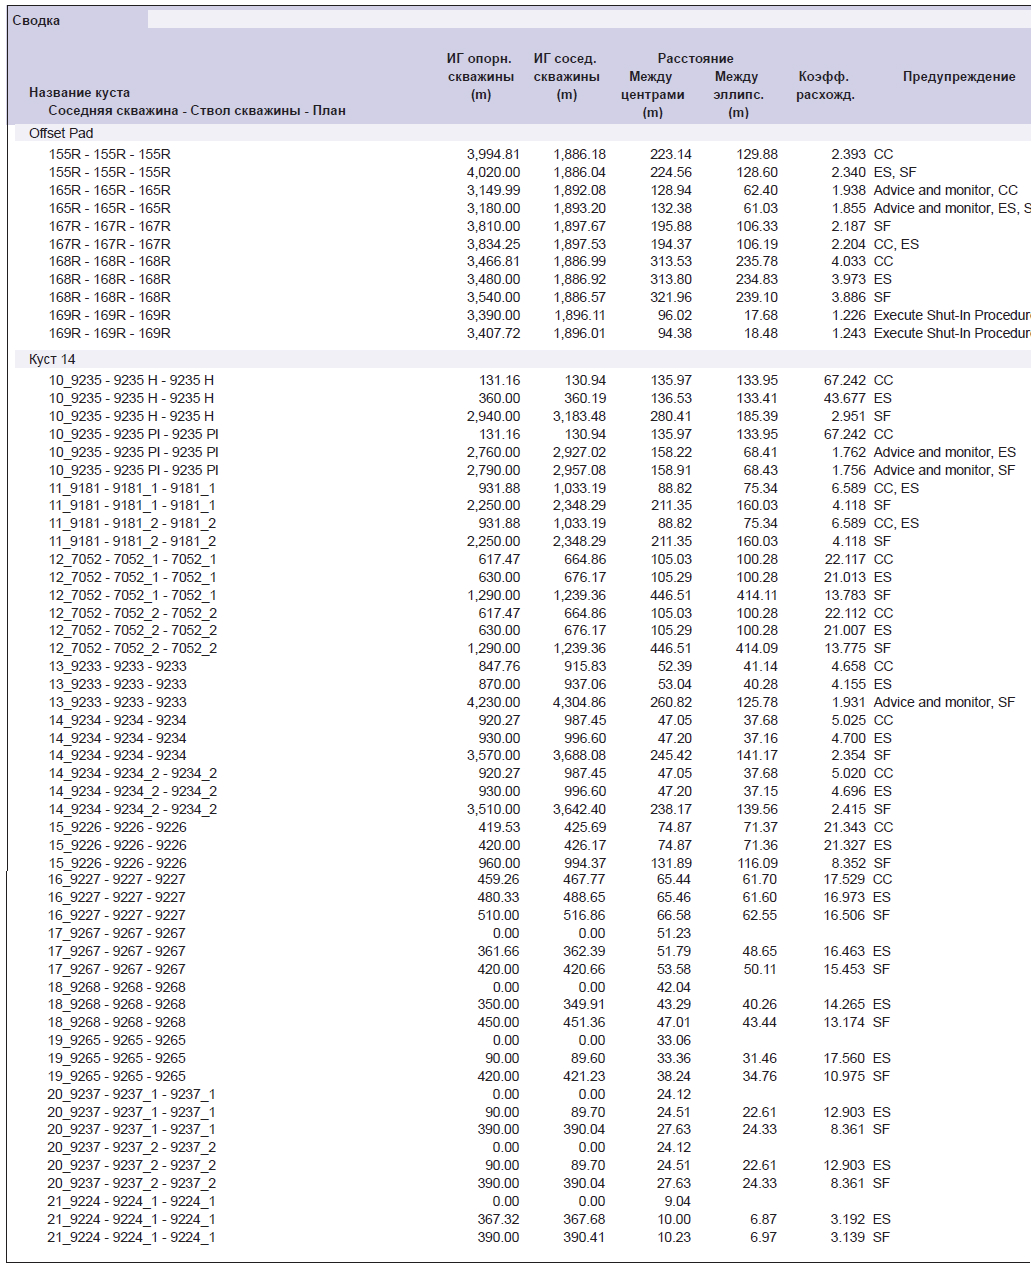 Сводка
ИГ опорн. ИГ сосед. Расстояние
скважины скважины Между Между Коэфф. Предупреждение
Название куста (m) (m) центрами эллипс. расхожд.
Соседняя скважина - Ствол скважины - План (m) (m)
Offset Pad
155R - 155R - 155R 3,994.81 1,886.18 223.14 129.88 2.393 CC
155R - 155R - 155R 4,020.00 1,886.04 224.56 128.60 2.340 ES, SF
165R - 165R - 165R 3,149.99 1,892.08 128.94 62.40 1.938 Advice and monitor, CC
165R - 165R - 165R 3,180.00 1,893.20 132.38 61.03 1.855 Advice and monitor, ES, S
167R - 167R - 167R 3,810.00 1,897.67 195.88 106.33 2.187 SF
167R - 167R - 167R 3,834.25 1,897.53 194.37 106.19 2.204 CC, ES
168R - 168R - 168R 3,466.81 1,886.99 313.53 235.78 4.033 CC
168R - 168R - 168R 3,480.00 1,886.92 313.80 234.83 3.973 ES
168R - 168R - 168R 3,540.00 1,886.57 321.96 239.10 3.886 SF
169R - 169R - 169R 3,390.00 1,896.11 96.02 17.68 1.226 Execute Shut-In Procedur
169R - 169R - 169R 3,407.72 1,896.01 94.38 18.48 1.243 Execute Shut-In Procedur
Куст 14
10_9235 - 9235 H - 9235 H 131.16 130.94 135.97 133.95 67.242 CC
10_9235 - 9235 H - 9235 H 360.00 360.19 136.53 133.41 43.677 ES
10_9235 - 9235 H - 9235 H 2,940.00 3,183.48 280.41 185.39 2.951 SF
10_9235 - 9235 Pl - 9235 Pl 131.16 130.94 135.97 133.95 67.242 CC
10_9235 - 9235 Pl - 9235 Pl 2,760.00 2,927.02 158.22 68.41 1.762 Advice and monitor, ES
10_9235 - 9235 Pl - 9235 Pl 2,790.00 2,957.08 158.91 68.43 1.756 Advice and monitor, SF
11_9181 - 9181_1 - 9181_1 931.88 1,033.19 88.82 75.34 6.589 CC, ES
11_9181 - 9181_1 - 9181_1 2,250.00 2,348.29 211.35 160.03 4.118 SF
11_9181 - 9181_2 - 9181_2 931.88 1,033.19 88.82 75.34 6.589 CC, ES
11_9181 - 9181_2 - 9181_2 2,250.00 2,348.29 211.35 160.03 4.118 SF
12_7052 - 7052_1 - 7052_1 617.47 664.86 105.03 100.28 22.117 CC
12_7052 - 7052_1 - 7052_1 630.00 676.17 105.29 100.28 21.013 ES
12_7052 - 7052_1 - 7052_1 1,290.00 1,239.36 446.51 414.11 13.783 SF
12_7052 - 7052_2 - 7052_2 617.47 664.86 105.03 100.28 22.112 CC
12_7052 - 7052_2 - 7052_2 630.00 676.17 105.29 100.28 21.007 ES
12_7052 - 7052_2 - 7052_2 1,290.00 1,239.36 446.51 414.09 13.775 SF
13_9233 - 9233 - 9233 847.76 915.83 52.39 41.14 4.658 CC
13_9233 - 9233 - 9233 870.00 937.06 53.04 40.28 4.155 ES
13_9233 - 9233 - 9233 4,230.00 4,304.86 260.82 125.78 1.931 Advice and monitor, SF
14_9234 - 9234 - 9234 920.27 987.45 47.05 37.68 5.025 CC
14_9234 - 9234 - 9234 930.00 996.60 47.20 37.16 4.700 ES
14_9234 - 9234 - 9234 3,570.00 3,688.08 245.42 141.17 2.354 SF
14_9234 - 9234_2 - 9234_2 920.27 987.45 47.05 37.68 5.020 CC
14_9234 - 9234_2 - 9234_2 930.00 996.60 47.20 37.15 4.696 ES
14_9234 - 9234_2 - 9234_2 3,510.00 3,642.40 238.17 139.56 2.415 SF
15_9226 - 9226 - 9226 419.53 425.69 74.87 71.37 21.343 CC
15_9226 - 9226 - 9226 420.00 426.17 74.87 71.36 21.327 ES
15_9226 - 9226 - 9226 960.00 994.37 131.89 116.09 8.352 SF
16_9227 - 9227 - 9227 459.26 467.77 65.44 61.70 17.529 CC
16_9227 - 9227 - 9227 480.33 488.65 65.46 61.60 16.973 ES
16_9227 - 9227 - 9227 510.00 516.86 66.58 62.55 16.506 SF
17_9267 - 9267 - 9267 0.00 0.00 51.23
17_9267 - 9267 - 9267 361.66 362.39 51.79 48.65 16.463 ES
17_9267 - 9267 - 9267 420.00 420.66 53.58 50.11 15.453 SF
18_9268 - 9268 - 9268 0.00 0.00 42.04
18_9268 - 9268 - 9268 350.00 349.91 43.29 40.26 14.265 ES
18_9268 - 9268 - 9268 450.00 451.36 47.01 43.44 13.174 SF
19_9265 - 9265 - 9265 0.00 0.00 33.06
19_9265 - 9265 - 9265 90.00 89.60 33.36 31.46 17.560 ES
19_9265 - 9265 - 9265 420.00 421.23 38.24 34.76 10.975 SF
20_9237 - 9237_1 - 9237_1 0.00 0.00 24.12
20_9237 - 9237_1 - 9237_1 90.00 89.70 24.51 22.61 12.903 ES
20_9237 - 9237_1 - 9237_1 390.00 390.04 27.63 24.33 8.361 SF
20_9237 - 9237_2 - 9237_2 0.00 0.00 24.12
20_9237 - 9237_2 - 9237_2 90.00 89.70 24.51 22.61 12.903 ES
20_9237 - 9237_2 - 9237_2 390.00 390.04 27.63 24.33 8.361 SF
21_9224 - 9224_1 - 9224_1 0.00 0.00 9.04
21_9224 - 9224_1 - 9224_1 367.32 367.68 10.00 6.87 3.192 ES
21_9224 - 9224_1 - 9224_1 390.00 390.41 10.23 6.97 3.139 SF